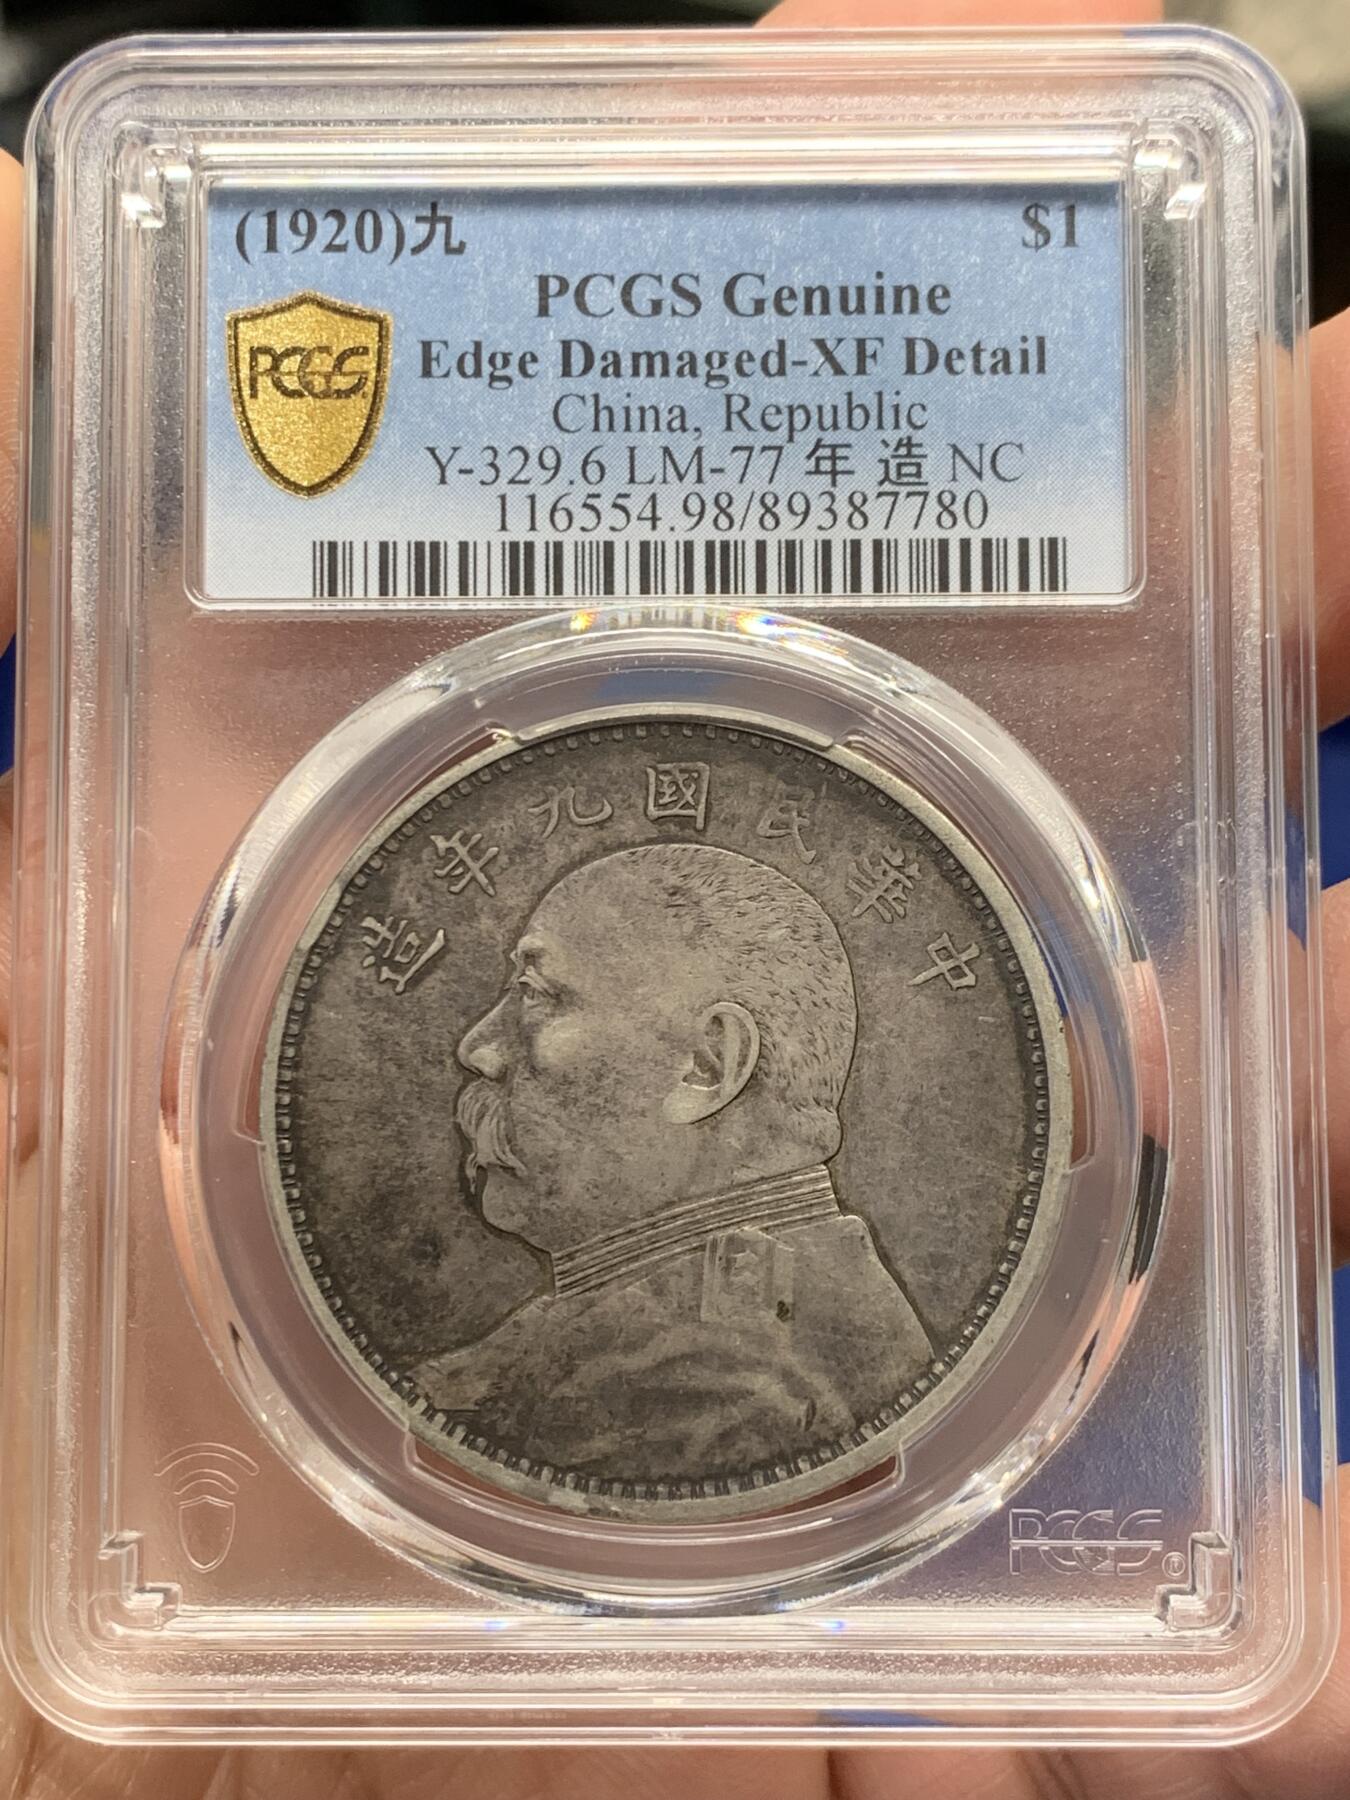 (1920)九 $1
PCGS Genuine
PCGS
Edge Damaged-XF Detail
China, Republic
Y-329.6 LM-77 年 造 NC
116554.98/89387780
造年九國民華中
PCGS®